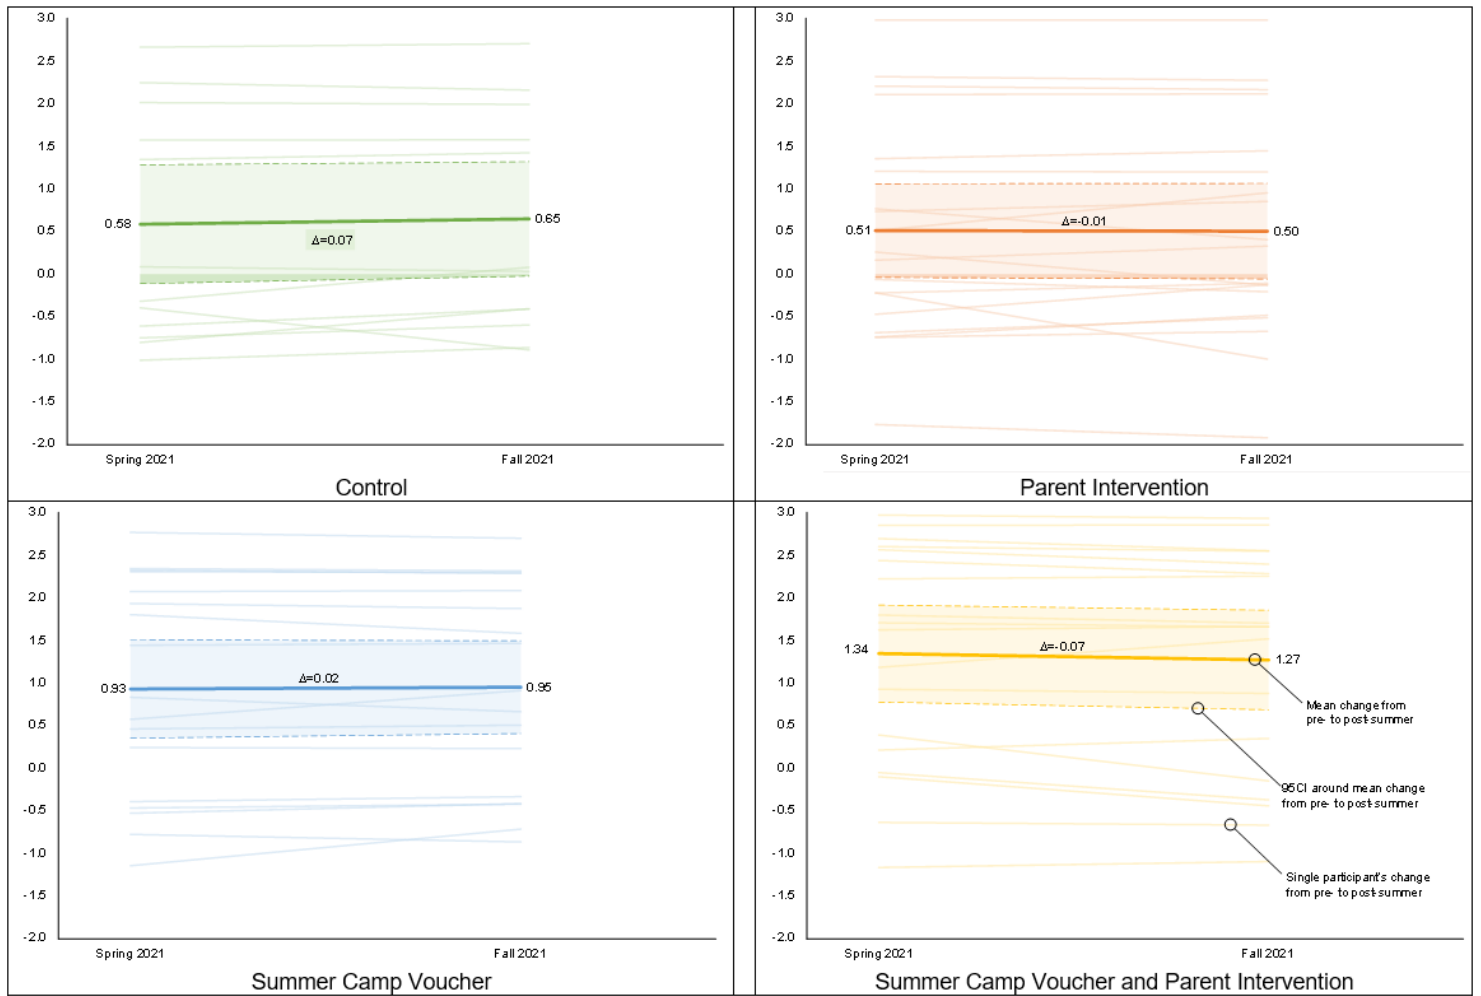 3.0
2.5
2.0
1.5
1.0
0.5
0.0
-0.5
-1.0
-1.5
-2.0
0.58
Δ=0.07
0.65
Spring 2021
Fall 2021
Control
3.0
2.5
2.0
1.5
1.0
0.5
0.0
-0.5
-1.0
-1.5
-2.0
0.51
Δ=-0.01
0.50
Spring 2021
Fall 2021
Parent Intervention
3.0
2.5
2.0
1.5
1.0
0.5
0.0
-0.5
-1.0
-1.5
-2.0
0.93
Δ=0.02
0.95
Spring 2021
Fall 2021
Summer Camp Voucher
3.0
2.5
2.0
1.5
1.0
0.5
0.0
-0.5
-1.0
-1.5
-2.0
1.34
Δ=-0.07
1.27
Mean change from
pre- to post-summer
95CI around mean change
from pre- to post-summer
Single participant's change
from pre- to post-summer
Spring 2021
Fall 2021
Summer Camp Voucher and Parent Intervention